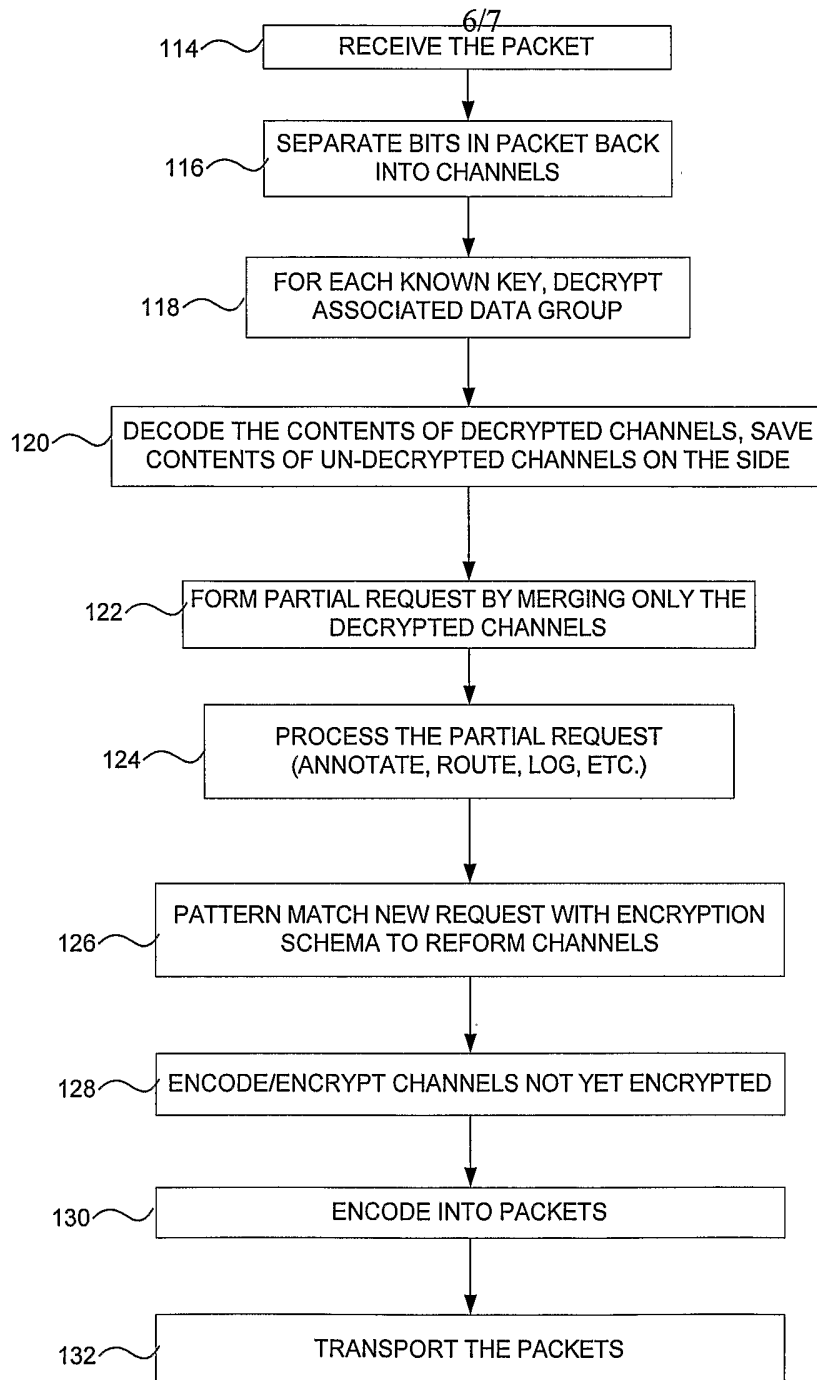 6/7
114 RECEIVE THE PACKET
SEPARATE BITS IN PACKET BACK
116 INTO CHANNELS
FOR EACH KNOWN KEY, DECRYPT
118 ASSOCIATED DATA GROUP
120 DECODE THE CONTENTS OF DECRYPTED CHANNELS, SAVE
CONTENTS OF UN-DECRYPTED CHANNELS ON THE SIDE
122 FORM PARTIAL REQUEST BY MERGING ONLY THE
DECRYPTED CHANNELS
PROCESS THE PARTIAL REQUEST
124 (ANNOTATE, ROUTE, LOG, ETC.)
PATTERN MATCH NEW REQUEST WITH ENCRYPTION
126 SCHEMA TO REFORM CHANNELS
128 ENCODE/ENCRYPT CHANNELS NOT YET ENCRYPTED
130 ENCODE INTO PACKETS
132 TRANSPORT THE PACKETS